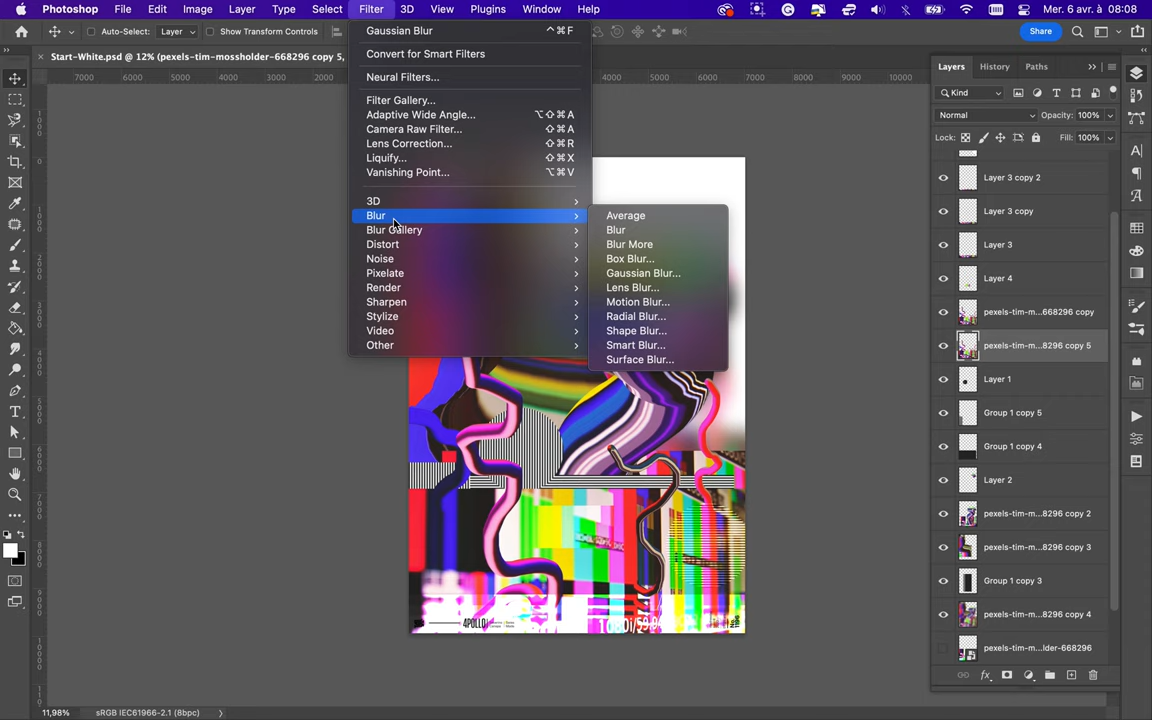 Photoshop File Edit Image Layer Type Select Filter 3D View Plugins Window Help Mer. 6 avr. à 08:08
Auto-Select: Layer Show Transform Controls Share
Start-White.psd @ 12% (pexels-tim-mossholder-668296 copy 5,
7000 6000 5000 4000 3000 2000 4000 5000 6000 7000 8000 9000 10000
Gaussian Blur ^⌘F
Convert for Smart Filters
Neural Filters...
Filter Gallery...
Adaptive Wide Angle... ⌥⇧⌘A
Camera Raw Filter... ⇧⌘A
Lens Correction... ⇧⌘R
Liquify... ⇧⌘X
Vanishing Point... ⌥⌘V
3D
Blur
Blur Gallery
Distort
Noise
Pixelate
Render
Sharpen
Stylize
Video
Other
Average
Blur
Blur More
Box Blur...
Gaussian Blur...
Lens Blur...
Motion Blur...
Radial Blur...
Shape Blur...
Smart Blur...
Surface Blur...
4POLLO
1080i/59.94
Layers History Paths
Kind
Normal Opacity: 100%
Lock: Fill: 100%
Layer 3 copy 2
Layer 3 copy
Layer 3
Layer 4
pexels-tim-m...668296 copy
pexels-tim-m...8296 copy 5
Layer 1
Group 1 copy 5
Group 1 copy 4
Layer 2
pexels-tim-m...8296 copy 2
pexels-tim-m...8296 copy 3
Group 1 copy 3
pexels-tim-m...8296 copy 4
pexels-tim-m...lder-668296
fx
11,98% sRGB IEC61966-2.1 (8bpc)